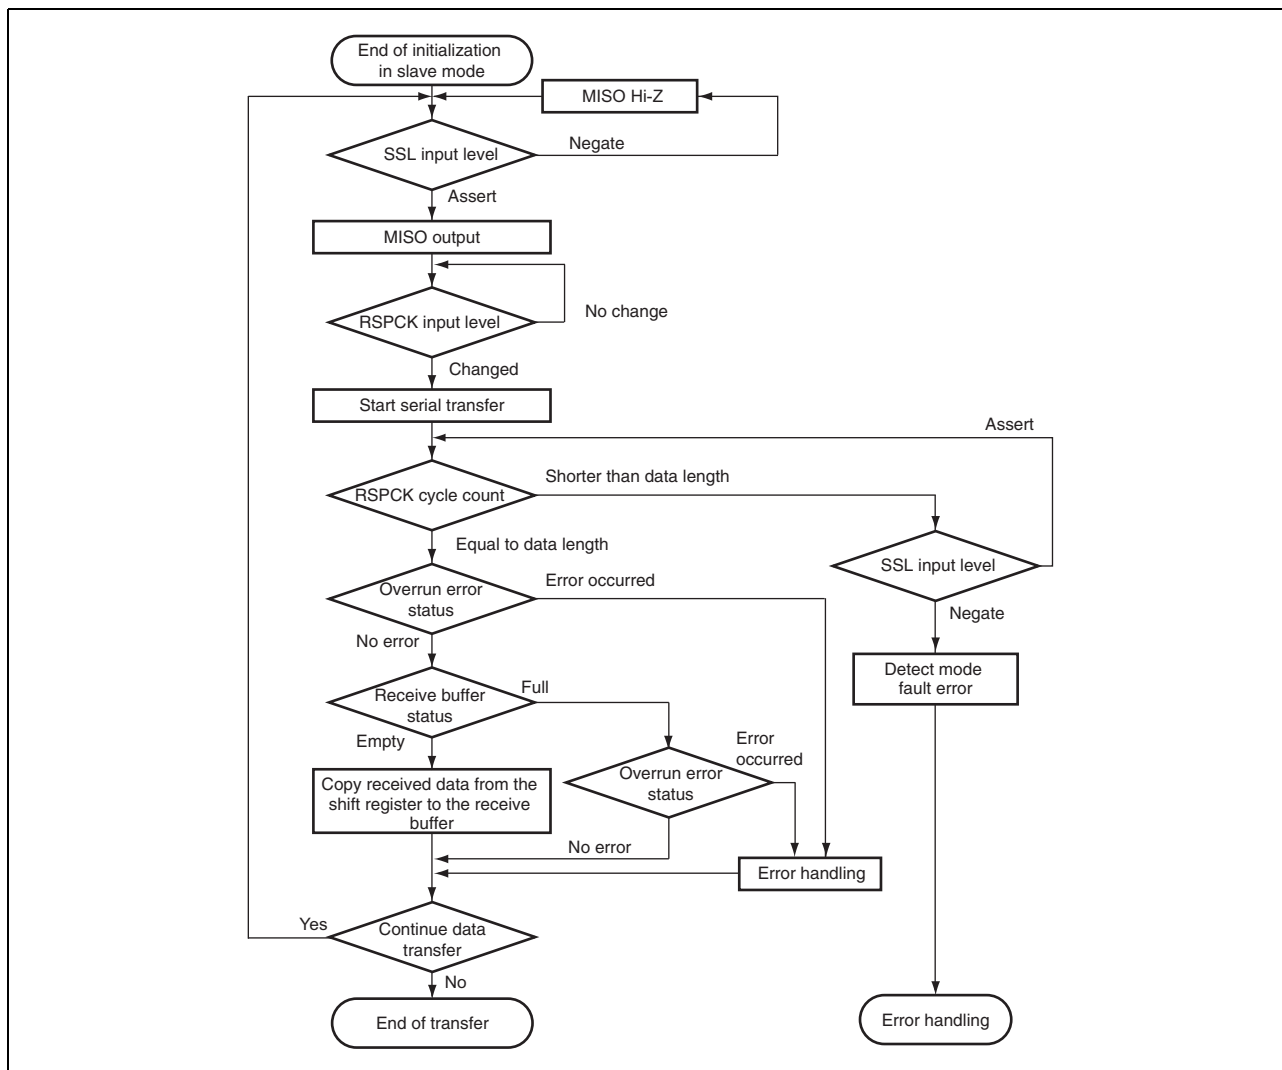 End of initialization
in slave mode
MISO Hi-Z
SSL input level
Negate
Assert
MISO output
RSPCK input level
No change
Changed
Start serial transfer
Assert
RSPCK cycle count
Shorter than data length
Equal to data length
SSL input level
Overrun error
status
Error occurred
Negate
No error
Detect mode
fault error
Receive buffer
status
Full
Empty
Error
occurred
Overrun error
status
Copy received data from the
shift register to the receive
buffer
No error
Error handling
Yes
Continue data
transfer
No
End of transfer
Error handling